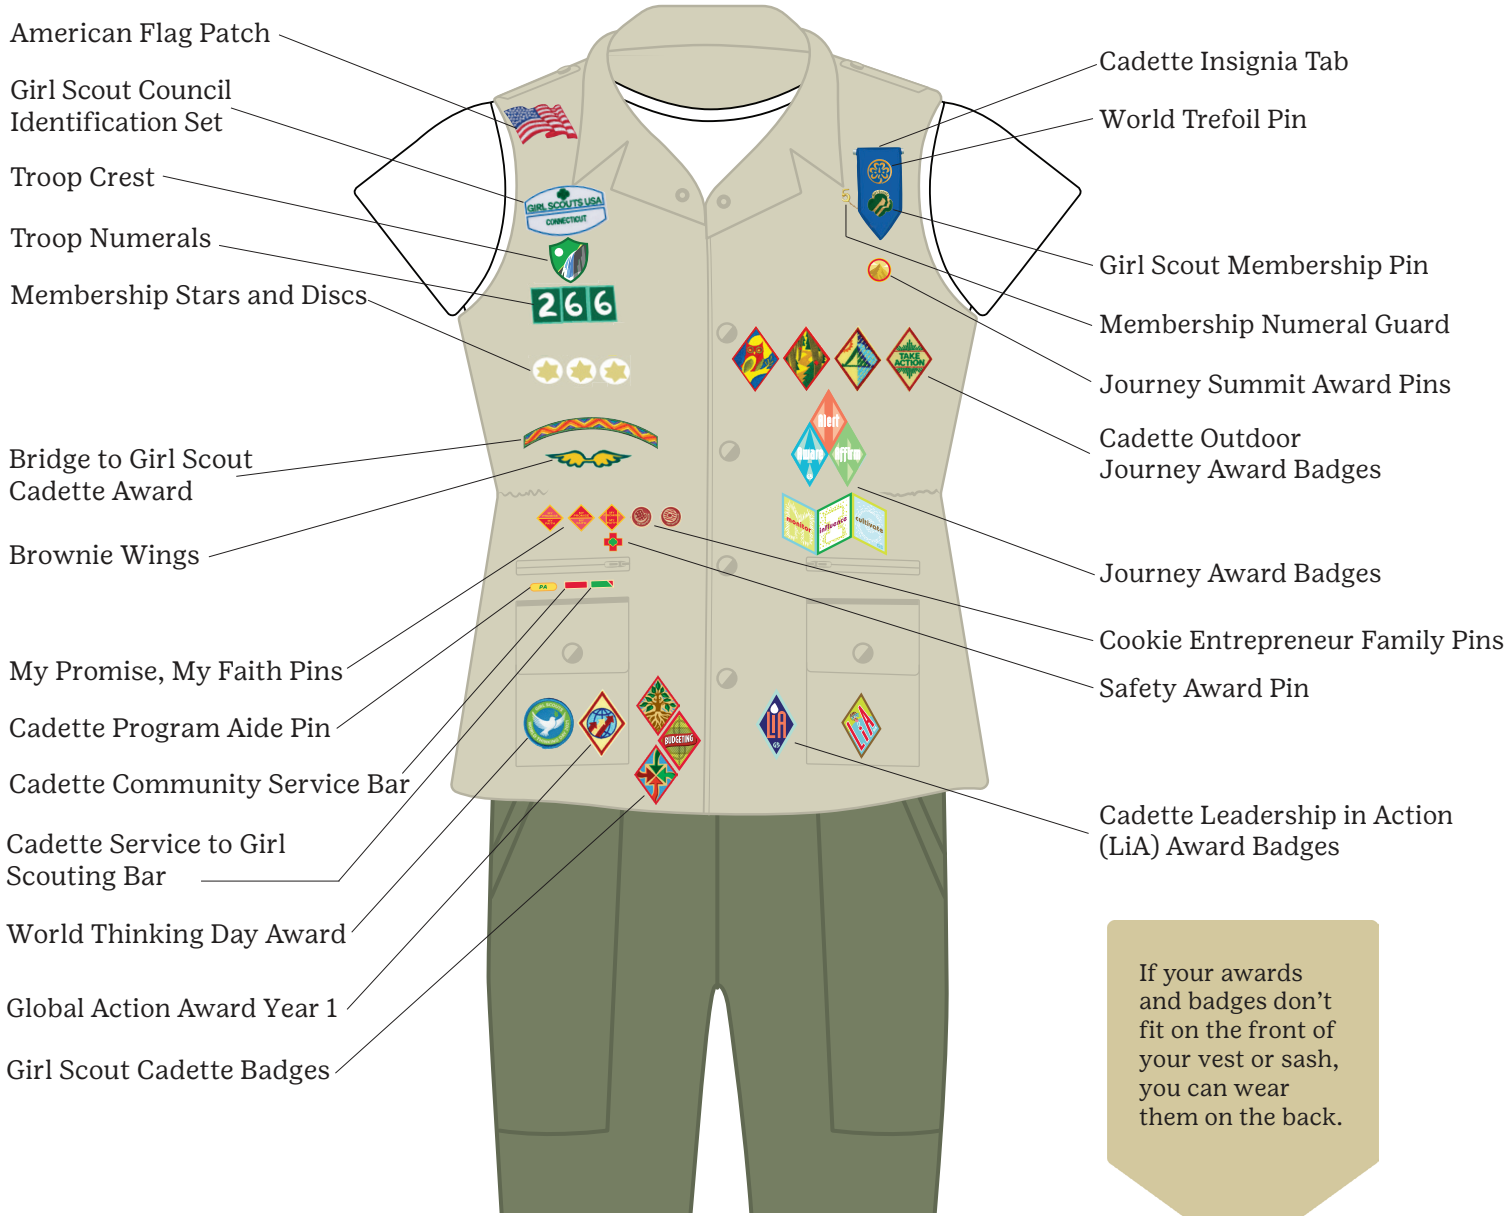 American Flag Patch
Girl Scout Council
Identification Set
Troop Crest
Troop Numerals
Membership Stars and Discs
Bridge to Girl Scout
Cadette Award
Brownie Wings
My Promise, My Faith Pins
Cadette Program Aide Pin
Cadette Community Service Bar
Cadette Service to Girl
Scouting Bar
World Thinking Day Award
Global Action Award Year 1
Girl Scout Cadette Badges
GIRL SCOUTS USA
CONNECTICUT
266
PA
BUDGETING
5
TAKE
ACTION
Alert
Aware
Affirm
monitor
influence
cultivate
LiA
GS
LiA
Cadette Insignia Tab
World Trefoil Pin
Girl Scout Membership Pin
Membership Numeral Guard
Journey Summit Award Pins
Cadette Outdoor
Journey Award Badges
Journey Award Badges
Cookie Entrepreneur Family Pins
Safety Award Pin
Cadette Leadership in Action
(LiA) Award Badges
If your awards
and badges don’t
fit on the front of
your vest or sash,
you can wear
them on the back.